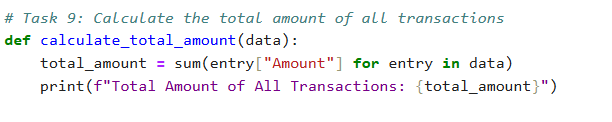 # Task 9: Calculate the total amount of all transactions
def calculate_total_amount(data):
    total_amount = sum(entry["Amount"] for entry in data)
    print(f"Total Amount of All Transactions: {total_amount}")